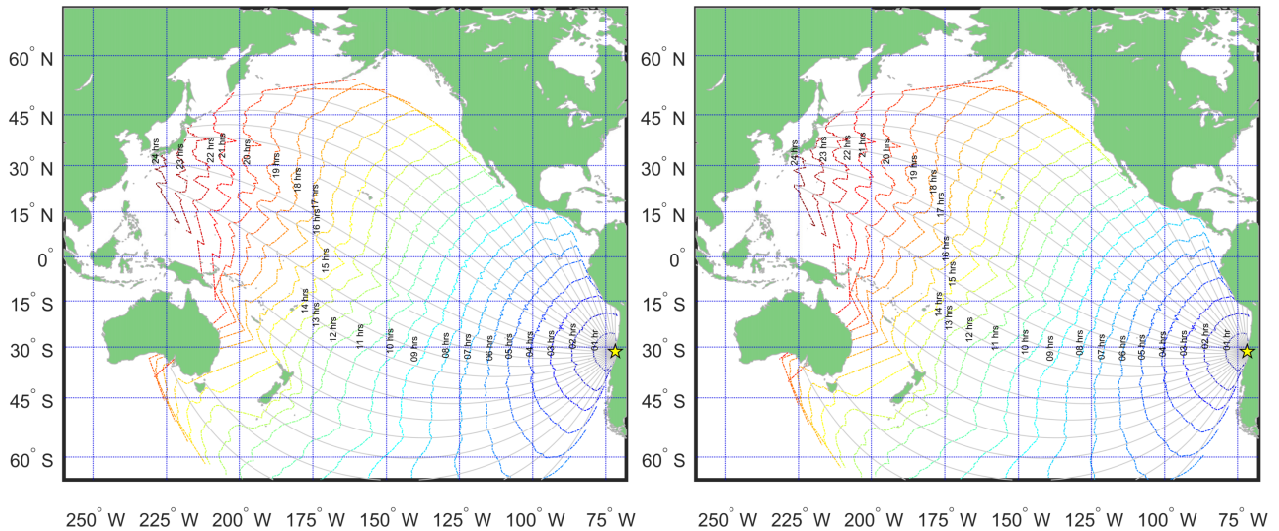 60° N 60° N
45° N 45° N
30° N 30° N
15° N 15° N
0° 0°
15° S 15° S
30° S 30° S
45° S 45° S
60° S 60° S
24 hrs 23 hrs 22 hrs 21 hrs 20 hrs 19 hrs 18 hrs 17 hrs 16 hrs 15 hrs 14 hrs 13 hrs 12 hrs 11 hrs 10 hrs 09 hrs 08 hrs 07 hrs 06 hrs 05 hrs 04 hrs 03 hrs 02 hrs 01 hr
24 hrs 23 hrs 22 hrs 21 hrs 20 hrs 19 hrs 18 hrs 17 hrs 16 hrs 15 hrs 14 hrs 13 hrs 12 hrs 11 hrs 10 hrs 09 hrs 08 hrs 07 hrs 06 hrs 05 hrs 04 hrs 03 hrs 02 hrs 01 hr
250° W 225° W 200° W 175° W 150° W 125° W 100° W 75° W 250° W 225° W 200° W 175° W 150° W 125° W 100° W 75° W